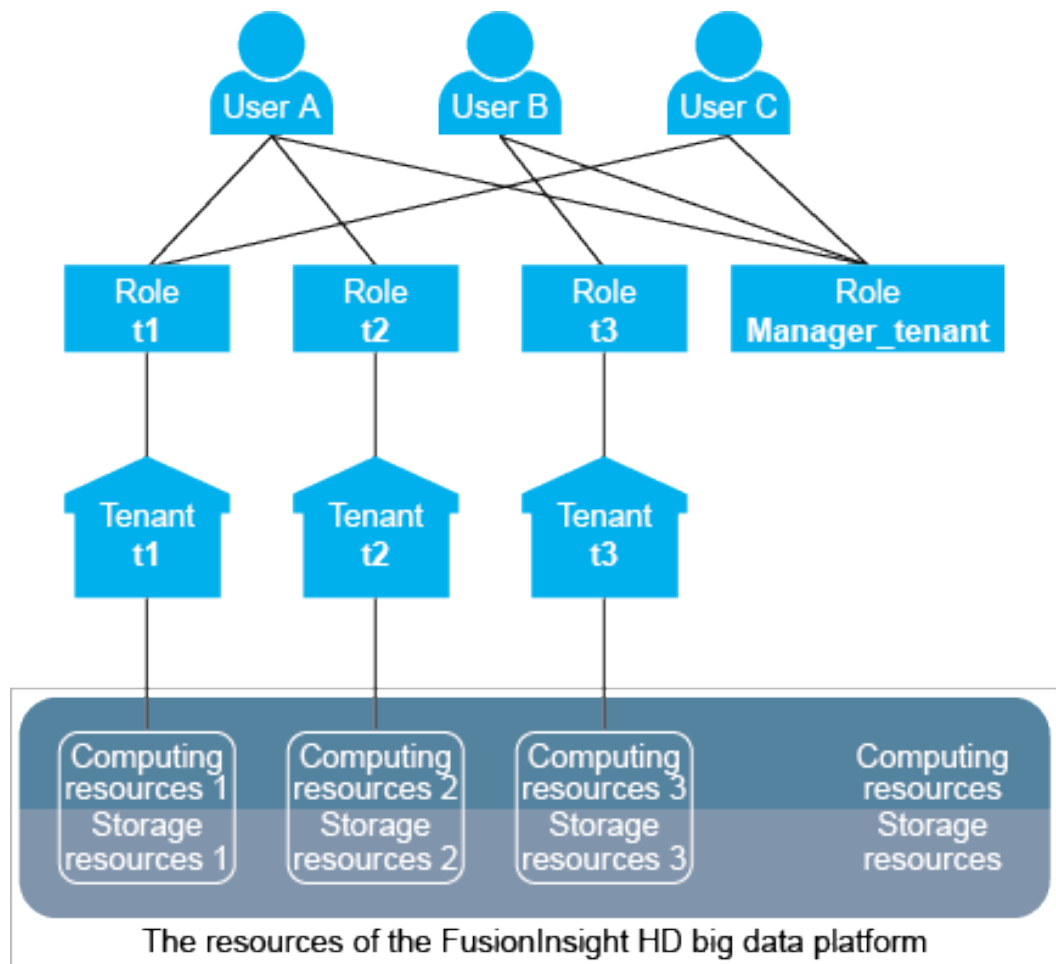 User A
User B
User C
Role
t1
Role
t2
Role
t3
Role
Manager_tenant
Tenant
t1
Tenant
t2
Tenant
t3
Computing
resources 1
Storage
resources 1
Computing
resources 2
Storage
resources 2
Computing
resources 3
Storage
resources 3
Computing
resources
Storage
resources
The resources of the FusionInsight HD big data platform